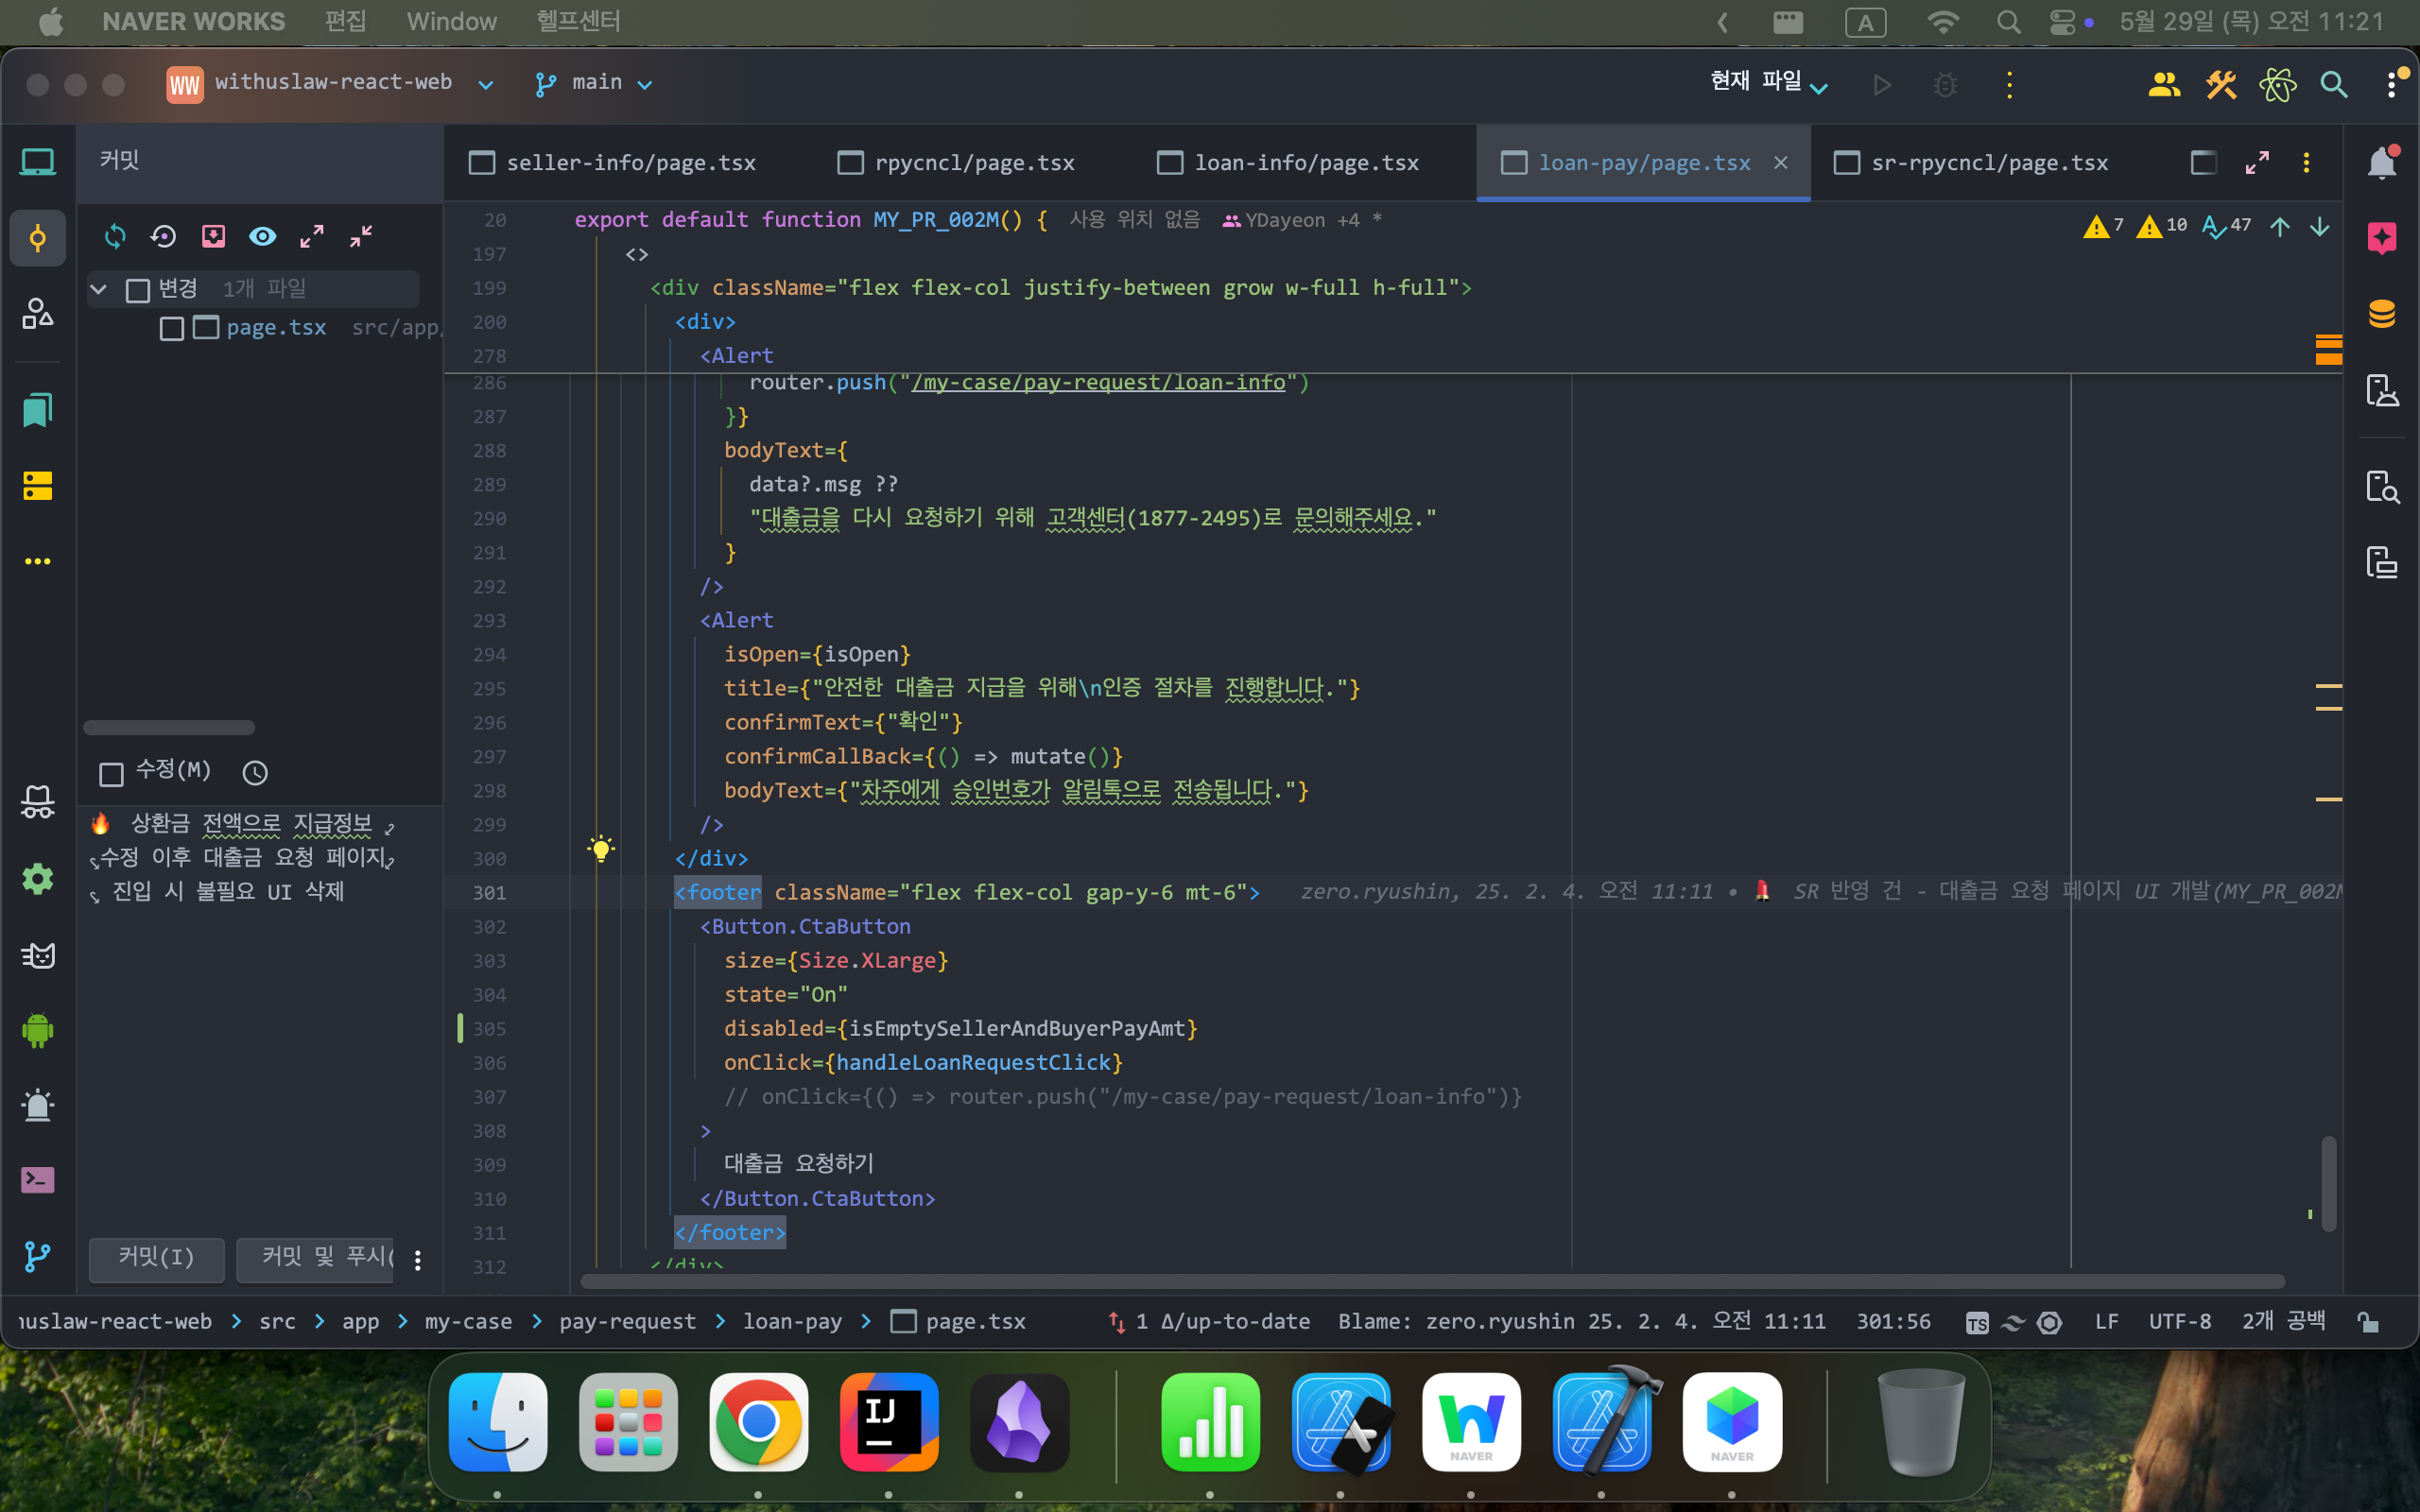 NAVER WORKS 편집 Window 헬프센터 A 5월 29일 (목) 오전 11:21
WW withuslaw-react-web main 현재 파일
커밋
seller-info/page.tsx rpycncl/page.tsx loan-info/page.tsx loan-pay/page.tsx sr-rpycncl/page.tsx
변경 1개 파일
page.tsx src/app/
20 export default function MY_PR_002M() { 사용 위치 없음 YDayeon +4 *
7 10 47
197 <>
199 <div className="flex flex-col justify-between grow w-full h-full">
200 <div>
278 <Alert
286 router.push("/my-case/pay-request/loan-info")
287 }}
288 bodyText={
289 data?.msg ??
290 "대출금을 다시 요청하기 위해 고객센터(1877-2495)로 문의해주세요."
291 }
292 />
293 <Alert
294 isOpen={isOpen}
295 title={"안전한 대출금 지급을 위해\n인증 절차를 진행합니다."}
296 confirmText={"확인"}
297 confirmCallBack={() => mutate()}
298 bodyText={"차주에게 승인번호가 알림톡으로 전송됩니다."}
299 />
300 </div>
301 <footer className="flex flex-col gap-y-6 mt-6"> zero.ryushin, 25. 2. 4. 오전 11:11 • SR 반영 건 - 대출금 요청 페이지 UI 개발(MY_PR_002M
302 <Button.CtaButton
303 size={Size.XLarge}
304 state="On"
305 disabled={isEmptySellerAndBuyerPayAmt}
306 onClick={handleLoanRequestClick}
307 // onClick={() => router.push("/my-case/pay-request/loan-info")}
308 >
309 대출금 요청하기
310 </Button.CtaButton>
311 </footer>
312 </div>
수정(M)
🔥 상환금 전액으로 지급정보
수정 이후 대출금 요청 페이지
진입 시 불필요 UI 삭제
커밋(I) 커밋 및 푸시(
huslaw-react-web > src > app > my-case > pay-request > loan-pay > page.tsx 1 Δ/up-to-date Blame: zero.ryushin 25. 2. 4. 오전 11:11 301:56 TS LF UTF-8 2개 공백
IJ
NAVER
NAVER